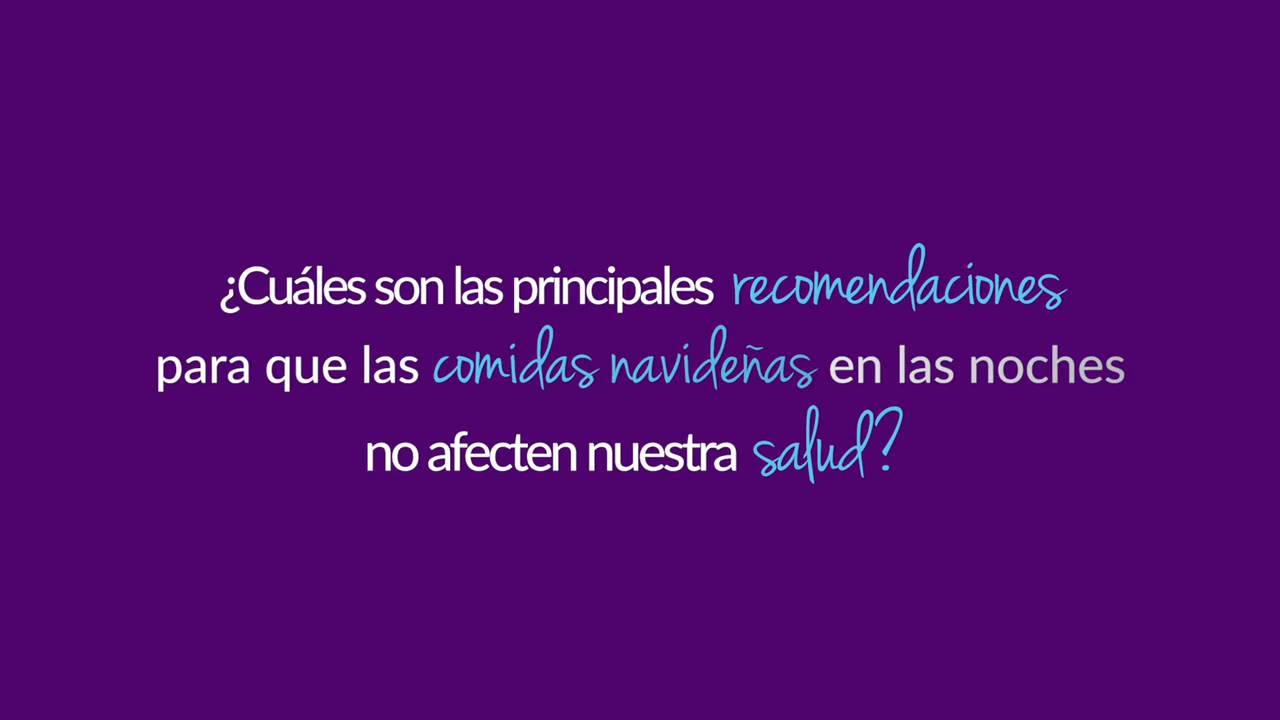 ¿Cuáles son las principales recomendaciones
para que las comidas navideñas en las noches
no afecten nuestra salud?